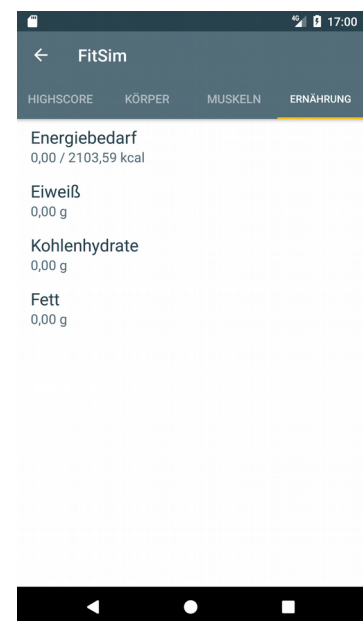 4G 17:00
FitSim
HIGHSCORE KÖRPER MUSKELN ERNÄHRUNG
Energiebedarf
0,00 / 2103,59 kcal
Eiweiß
0,00 g
Kohlenhydrate
0,00 g
Fett
0,00 g